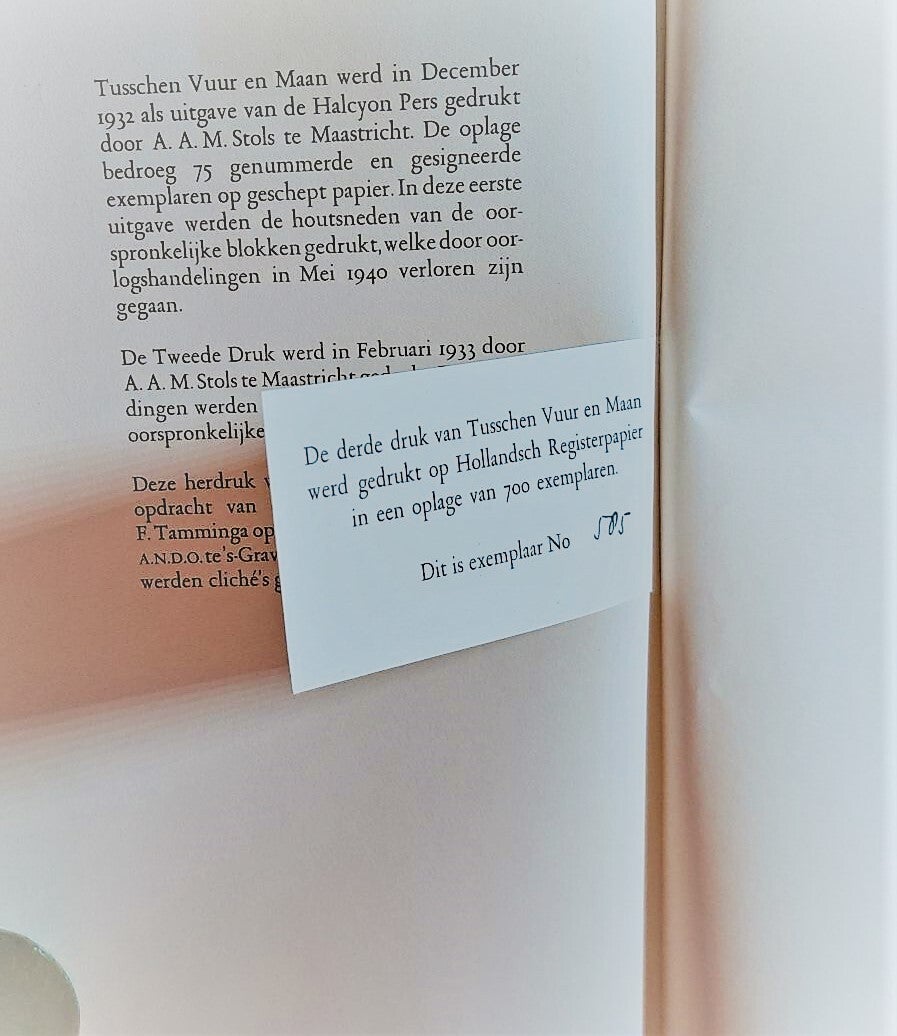 Tusschen Vuur en Maan werd in December
1932 als uitgave van de Halcyon Pers gedrukt
door A. A. M. Stols te Maastricht. De oplage
bedroeg 75 genummerde en gesigneerde
exemplaren op geschept papier. In deze eerste
uitgave werden de houtsneden van de oor-
spronkelijke blokken gedrukt, welke door oor-
logshandelingen in Mei 1940 verloren zijn
gegaan.
De Tweede Druk werd in Februari 1933 door
A. A. M. Stols te Maastricht
dingen werden
oorspronkelijke
Deze herdruk
opdracht van
F. Tamminga op
A.N.D.O. te 's-Grav
werden cliché's
De derde druk van Tusschen Vuur en Maan
werd gedrukt op Hollandsch Registerpapier
in een oplage van 700 exemplaren.
Dit is exemplaar No 585